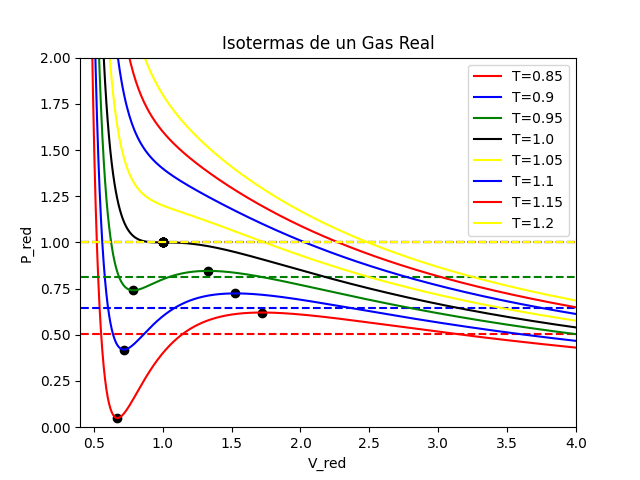 Isotermas de un Gas Real
P_red
2.00
1.75
1.50
1.25
1.00
0.75
0.50
0.25
0.00
T=0.85
T=0.9
T=0.95
T=1.0
T=1.05
T=1.1
T=1.15
T=1.2
0.5 1.0 1.5 2.0 2.5 3.0 3.5 4.0
V_red